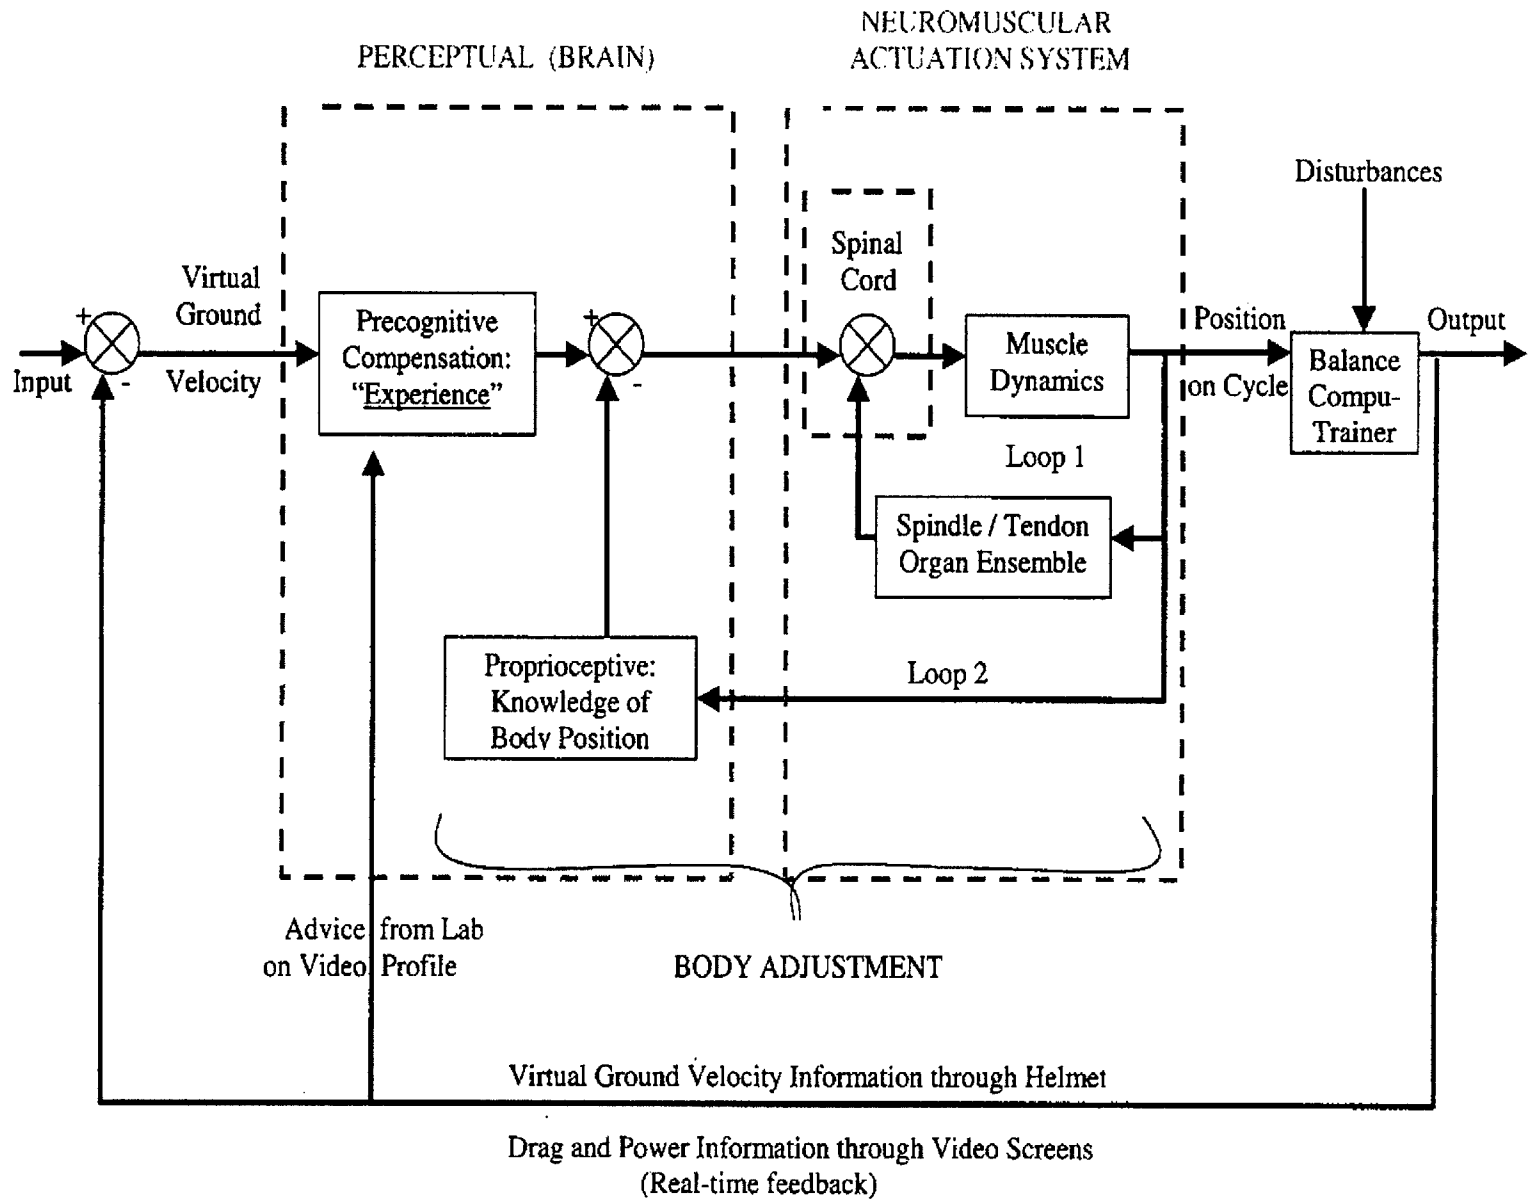 NEUROMUSCULAR
ACTUATION SYSTEM
PERCEPTUAL (BRAIN)
Disturbances
Spinal
Cord
Virtual
Ground
Velocity
+
-
Input
Precognitive
Compensation:
“Experience”
+
-
Muscle
Dynamics
Position
on Cycle
Output
Balance
Compu-
Trainer
Loop 1
Spindle / Tendon
Organ Ensemble
Loop 2
Proprioceptive:
Knowledge of
Body Position
Advice from Lab
on Video Profile
BODY ADJUSTMENT
Virtual Ground Velocity Information through Helmet
Drag and Power Information through Video Screens
(Real-time feedback)